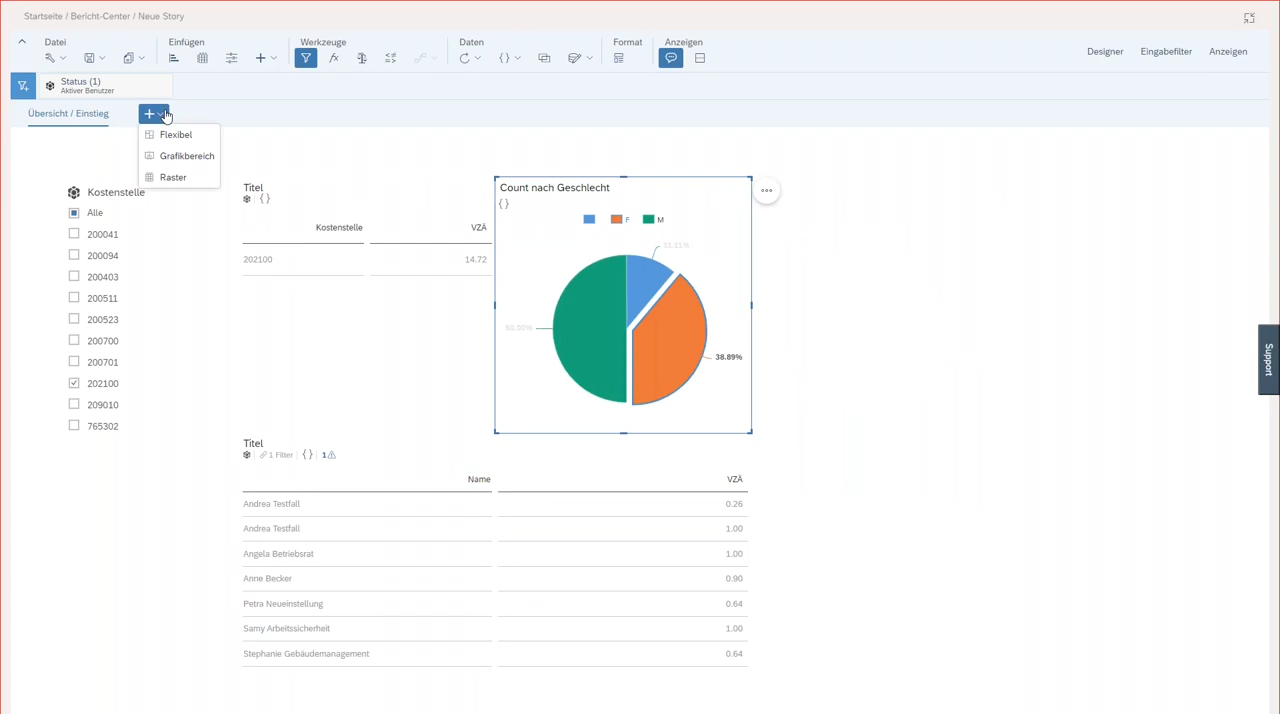 Startseite / Bericht-Center / Neue Story
Datei
Einfügen
Werkzeuge
Daten
Format
Anzeigen
Designer
Eingabefilter
Anzeigen
Status (1)
Aktiver Benutzer
Übersicht / Einstieg
Flexibel
Grafikbereich
Raster
Kostenstelle
Alle
200041
200094
200403
200511
200523
200700
200701
202100
209010
765302
Titel
{}
Kostenstelle VZÄ
202100 14.72
Count nach Geschlecht
{}
F M
11.11%
50.00%
38.89%
Titel
1 Filter {} 1
Name VZÄ
Andrea Testfall 0.26
Andrea Testfall 1.00
Angela Betriebsrat 1.00
Anne Becker 0.90
Petra Neueinstellung 0.64
Samy Arbeitssicherheit 1.00
Stephanie Gebäudemanagement 0.64
Support